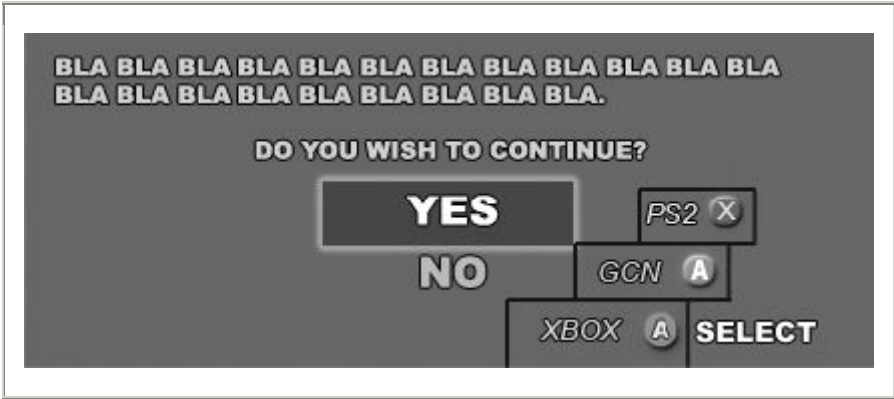 BLA BLA BLA BLA BLA BLA BLA BLA BLA BLA BLA BLA
BLA BLA BLA BLA BLA BLA BLA BLA BLA.
DO YOU WISH TO CONTINUE?
YES
PS2 X
NO
GCN A
XBOX A SELECT